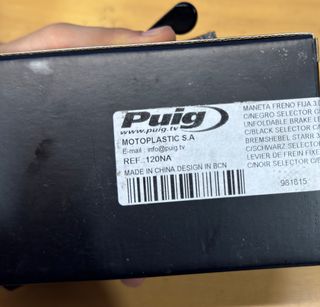 Puig
www.puig.tv
MOTOPLASTIC S.A
E-mail : info@puig.tv
REF.:120NA
MADE IN CHINA DESIGN IN BCN
MANETA FRENO FIJA 3.
C/NEGRO SELECTOR
UNFOLDABLE BRAKE LE
C/BLACK SELECTOR
BREMSHEBEL STARR 3.
C/SCHWARZ SELECTOR
LEVIER DE FREIN FIXE
C/NOIR SELECTOR
981615